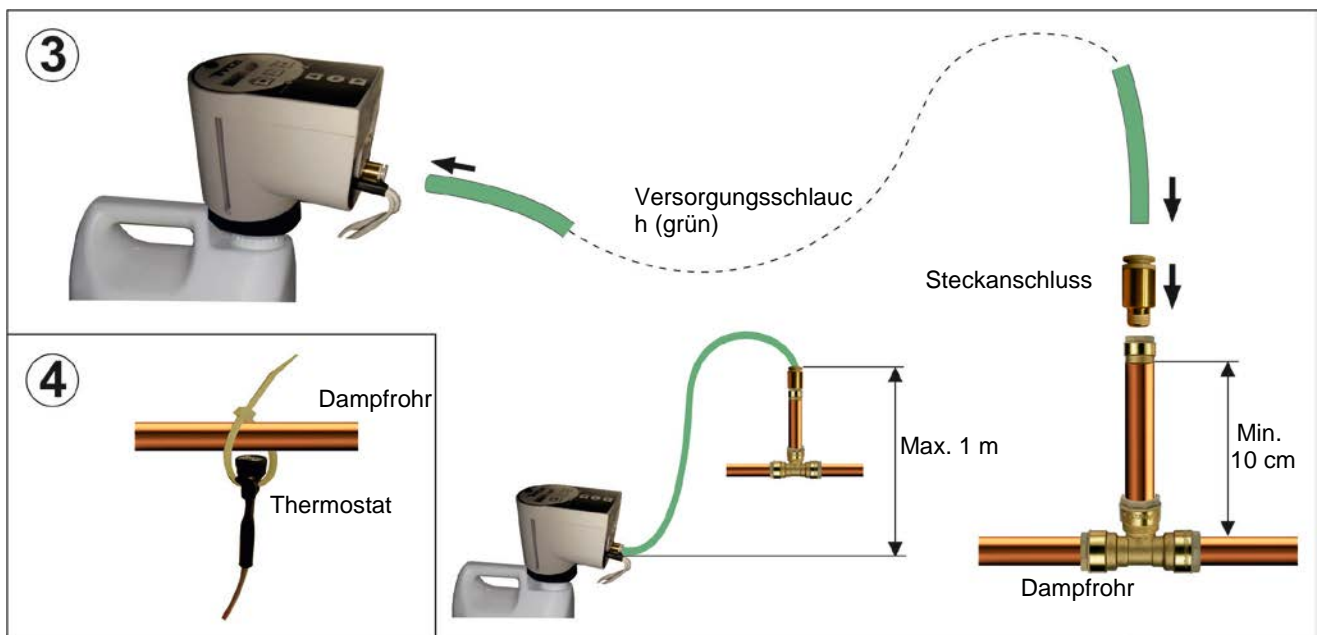 3
Versorgungsschlauc
h (grün)
Steckanschluss
4
Dampfrohr
Thermostat
Max. 1 m
Min.
10 cm
Dampfrohr